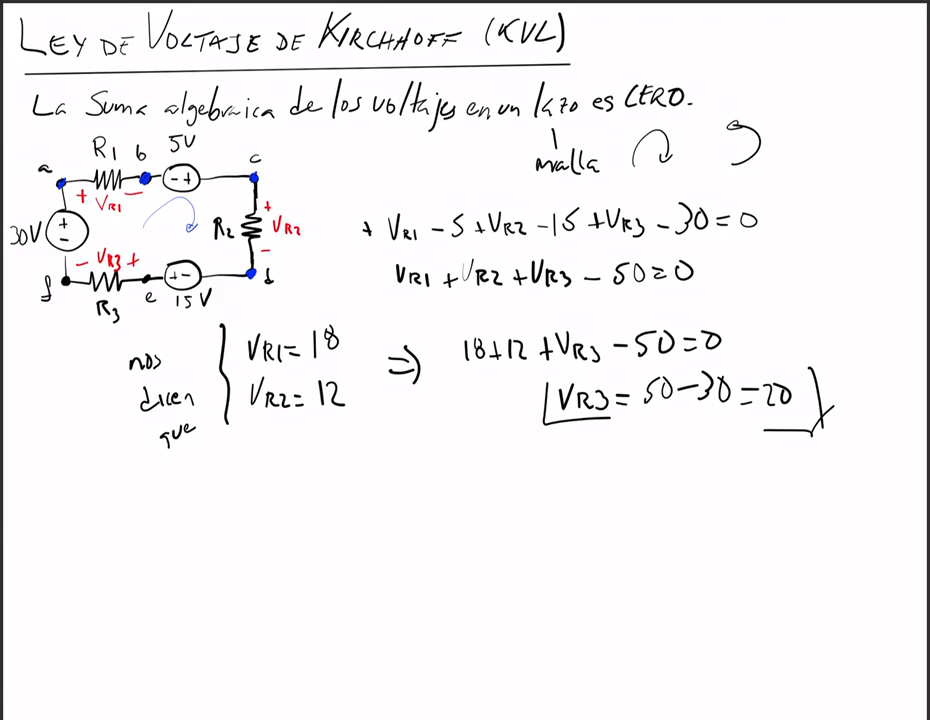 LEY DE VOLTAJE DE KIRCHHOFF (KVL)
La Suma algebraica de los voltajes en un lazo es CERO.
malla
a R1 b 5V c
- +
+ VR1 -
30V + -
R2 + VR2 -
- VR3 +
f R3 e + - 15V d
+ VR1 - 5 + VR2 - 15 + VR3 - 30 = 0
VR1 + VR2 + VR3 - 50 = 0
nos dicen que
VR1 = 18
VR2 = 12
⇒ 18 + 12 + VR3 - 50 = 0
VR3 = 50 - 30 = 20